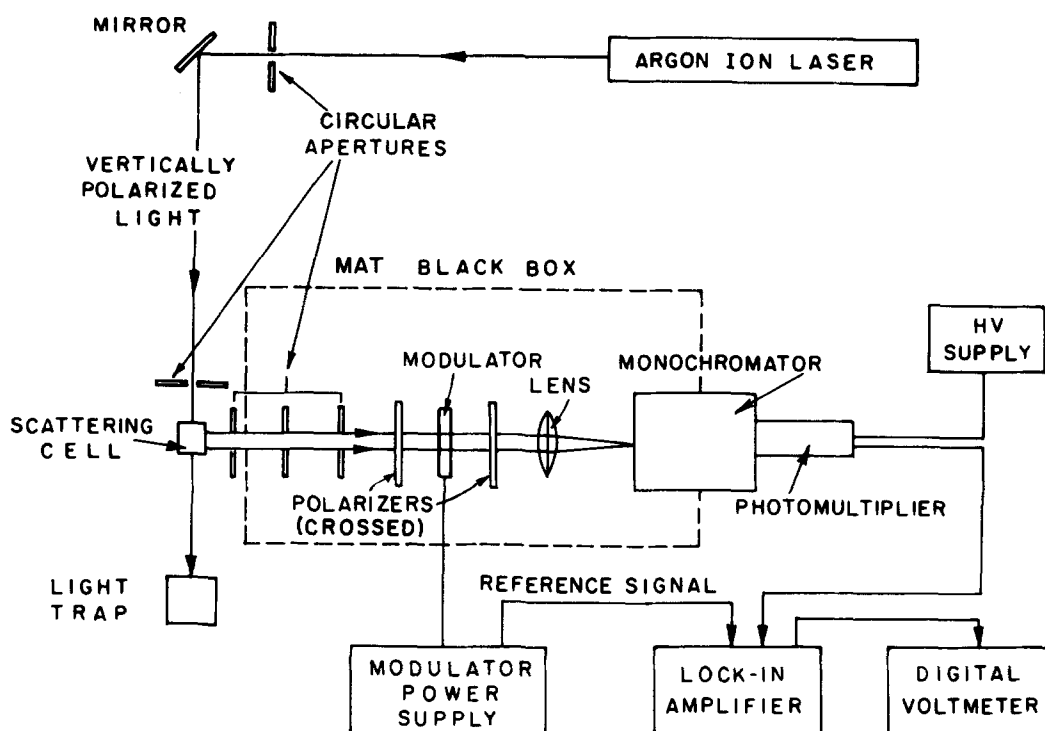 MIRROR
ARGON ION LASER
CIRCULAR
APERTURES
VERTICALLY
POLARIZED
LIGHT
MAT BLACK BOX
HV
SUPPLY
MODULATOR
MONOCHROMATOR
LENS
SCATTERING
CELL
POLARIZERS
(CROSSED)
PHOTOMULTIPLIER
LIGHT
TRAP
REFERENCE SIGNAL
MODULATOR
POWER
SUPPLY
LOCK-IN
AMPLIFIER
DIGITAL
VOLTMETER